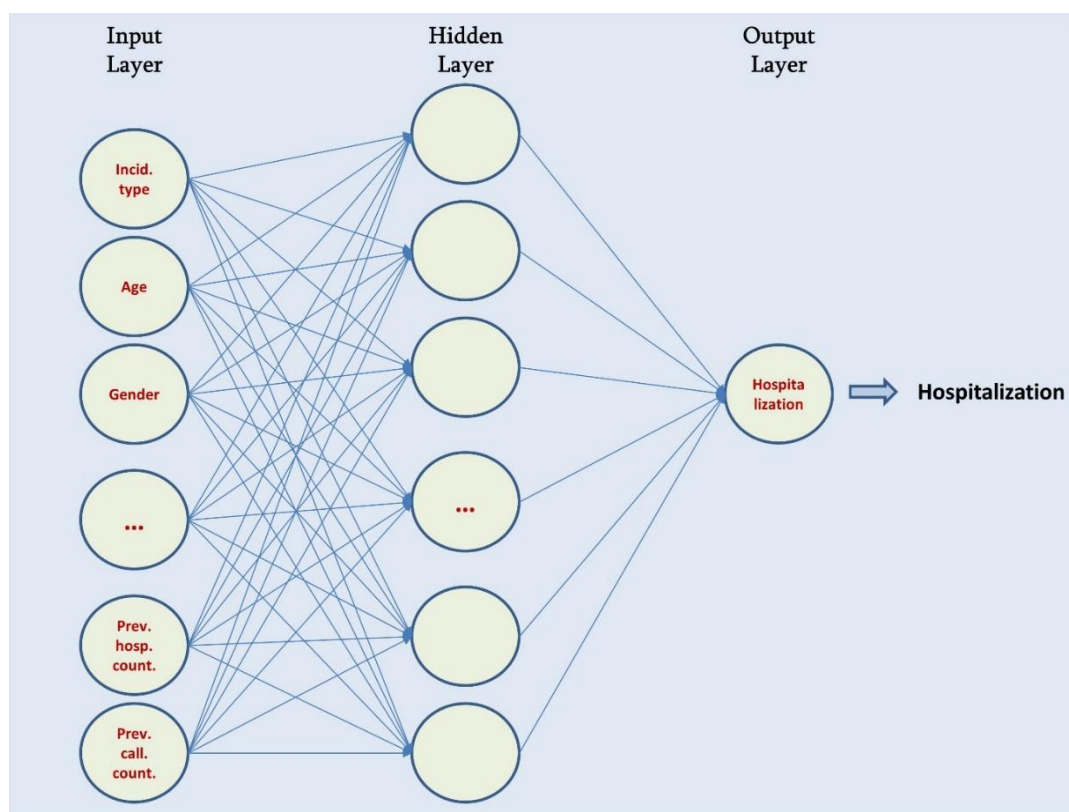 Input
Layer
Hidden
Layer
Output
Layer
Incid.
type
Age
Gender
...
Prev.
hosp.
count.
Prev.
call.
count.
...
Hospita
lization
Hospitalization